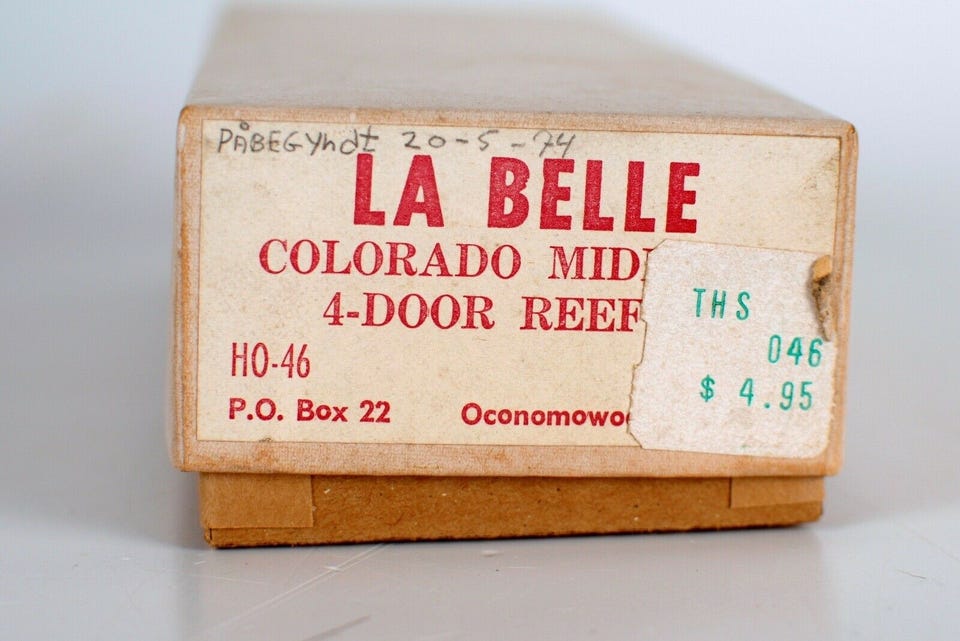 PÅBEGYndt 20-5-74
LA BELLE
COLORADO MID
4-DOOR REEF
HO-46
P.O. Box 22 Oconomowo
THS
046
$ 4.95